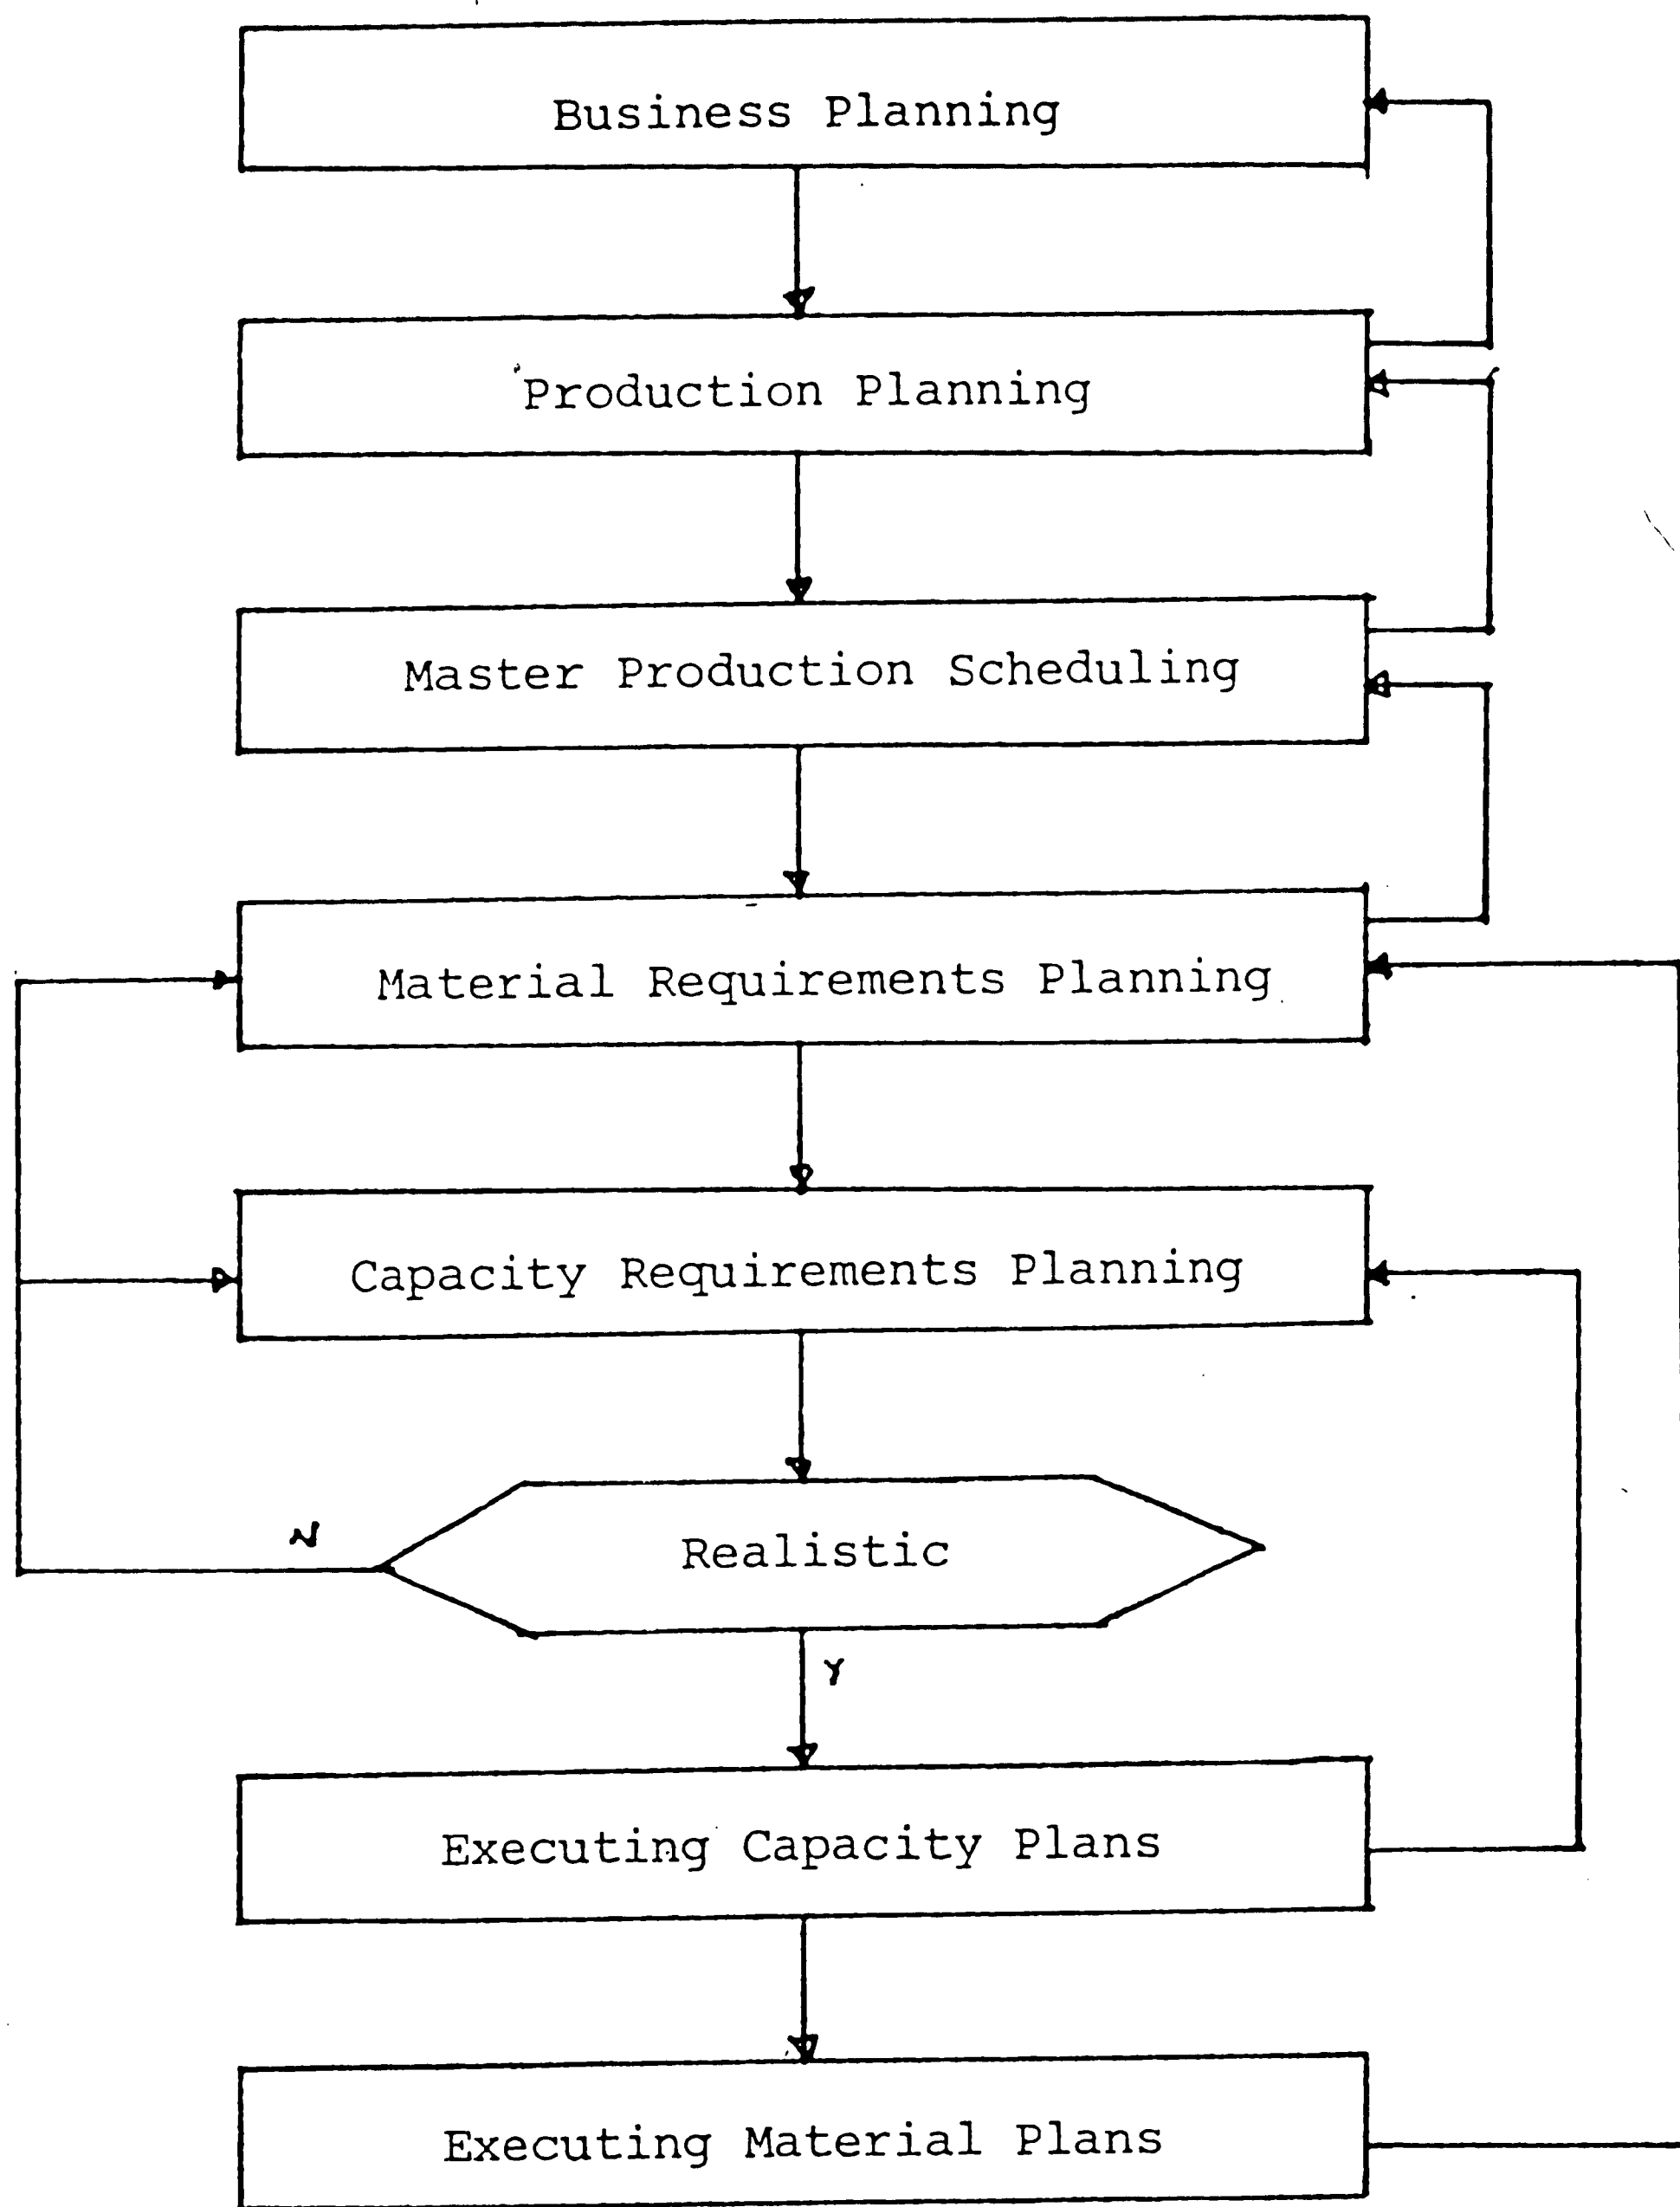 Business Planning
Production Planning
Master Production Scheduling
Material Requirements Planning
Capacity Requirements Planning
Realistic
N
Y
Executing Capacity Plans
Executing Material Plans